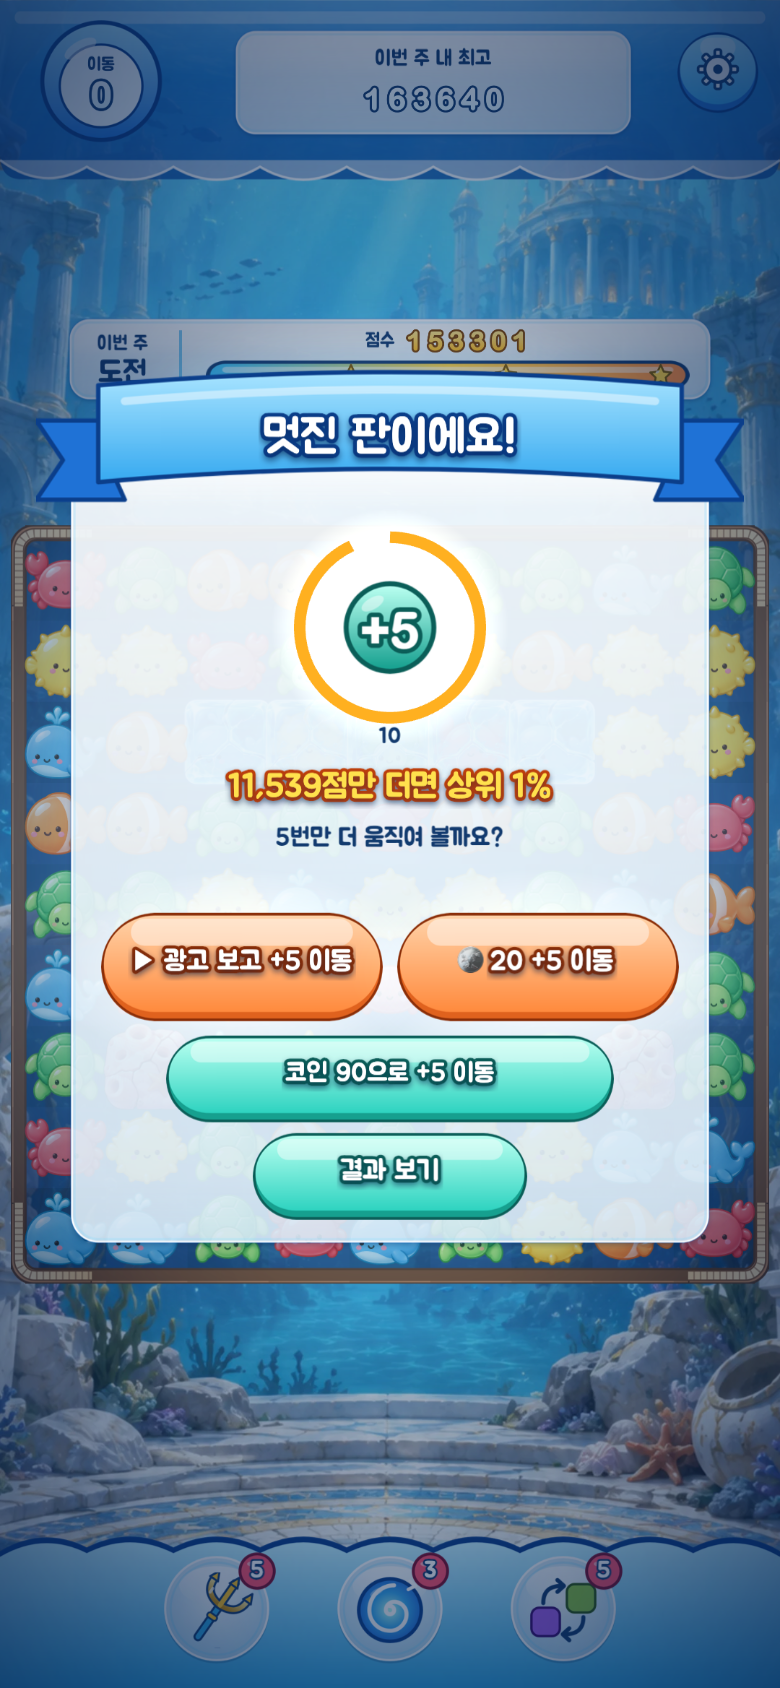 이동
0
이번 주 내 최고
163640
이번 주
도전
점수 153301
멋진 판이에요!
+5
10
11,539점만 더면 상위 1%
5번만 더 움직여 볼까요?
▶ 광고 보고 +5 이동
20 +5 이동
코인 90으로 +5 이동
결과 보기
5
3
5